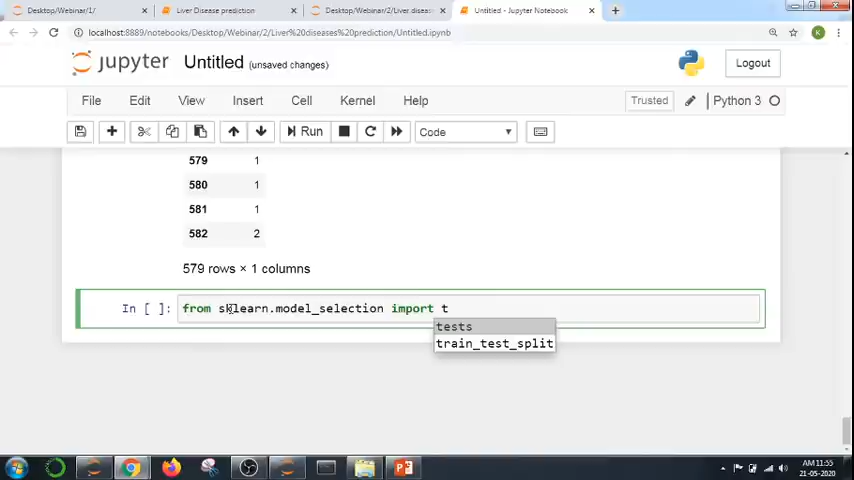 Desktop/Webinar/1/
Liver Disease prediction
Desktop/Webinar/2/Liver diseas
Untitled - Jupyter Notebook
localhost:8889/notebooks/Desktop/Webinar/2/Liver%20diseases%20prediction/Untitled.ipynb
K
jupyter Untitled (unsaved changes)
Logout
File Edit View Insert Cell Kernel Help
Trusted
Python 3
Run
Code
579 1
580 1
581 1
582 2
579 rows × 1 columns
In [ ]: from sklearn.model_selection import t
tests
train_test_split
AM 11:55
21-05-2020